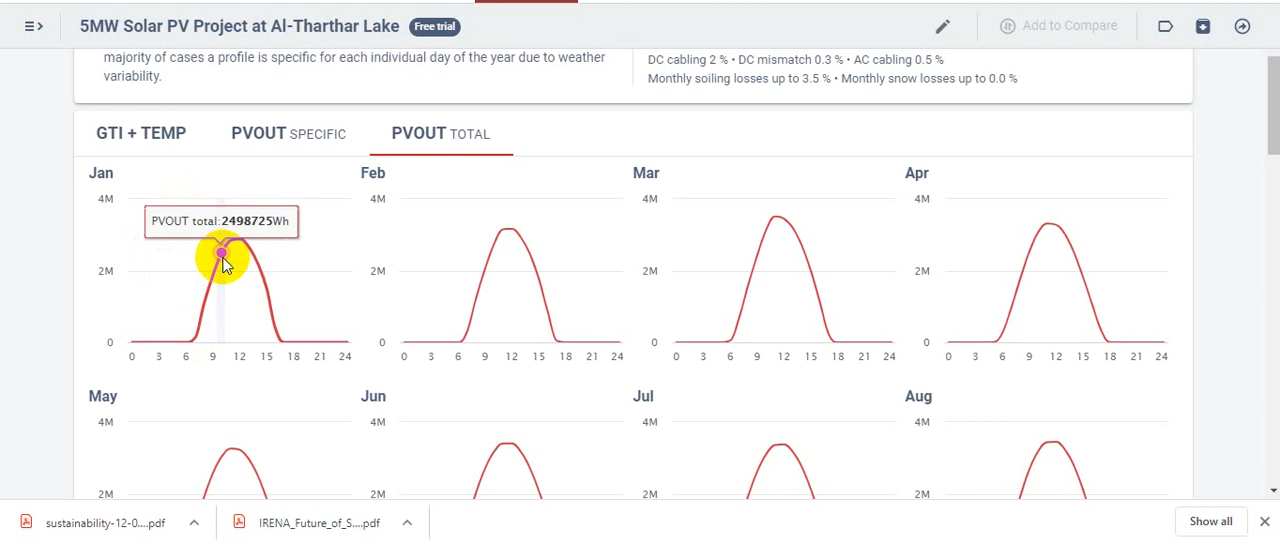 5MW Solar PV Project at Al-Tharthar Lake Free trial Add to Compare
majority of cases a profile is specific for each individual day of the year due to weather
variability.
DC cabling 2 % • DC mismatch 0.3 % • AC cabling 0.5 %
Monthly soiling losses up to 3.5 % • Monthly snow losses up to 0.0 %
GTI + TEMP PVOUT SPECIFIC PVOUT TOTAL
Jan Feb Mar Apr
4M 4M 4M 4M
PVOUT total:2498725Wh
2M 2M 2M 2M
0 0 0 0
0 3 6 9 12 15 18 21 24 0 3 6 9 12 15 18 21 24 0 3 6 9 12 15 18 21 24 0 3 6 9 12 15 18 21 24
May Jun Jul Aug
4M 4M 4M 4M
2M 2M 2M 2M
sustainability-12-0....pdf IRENA_Future_of_S....pdf Show all